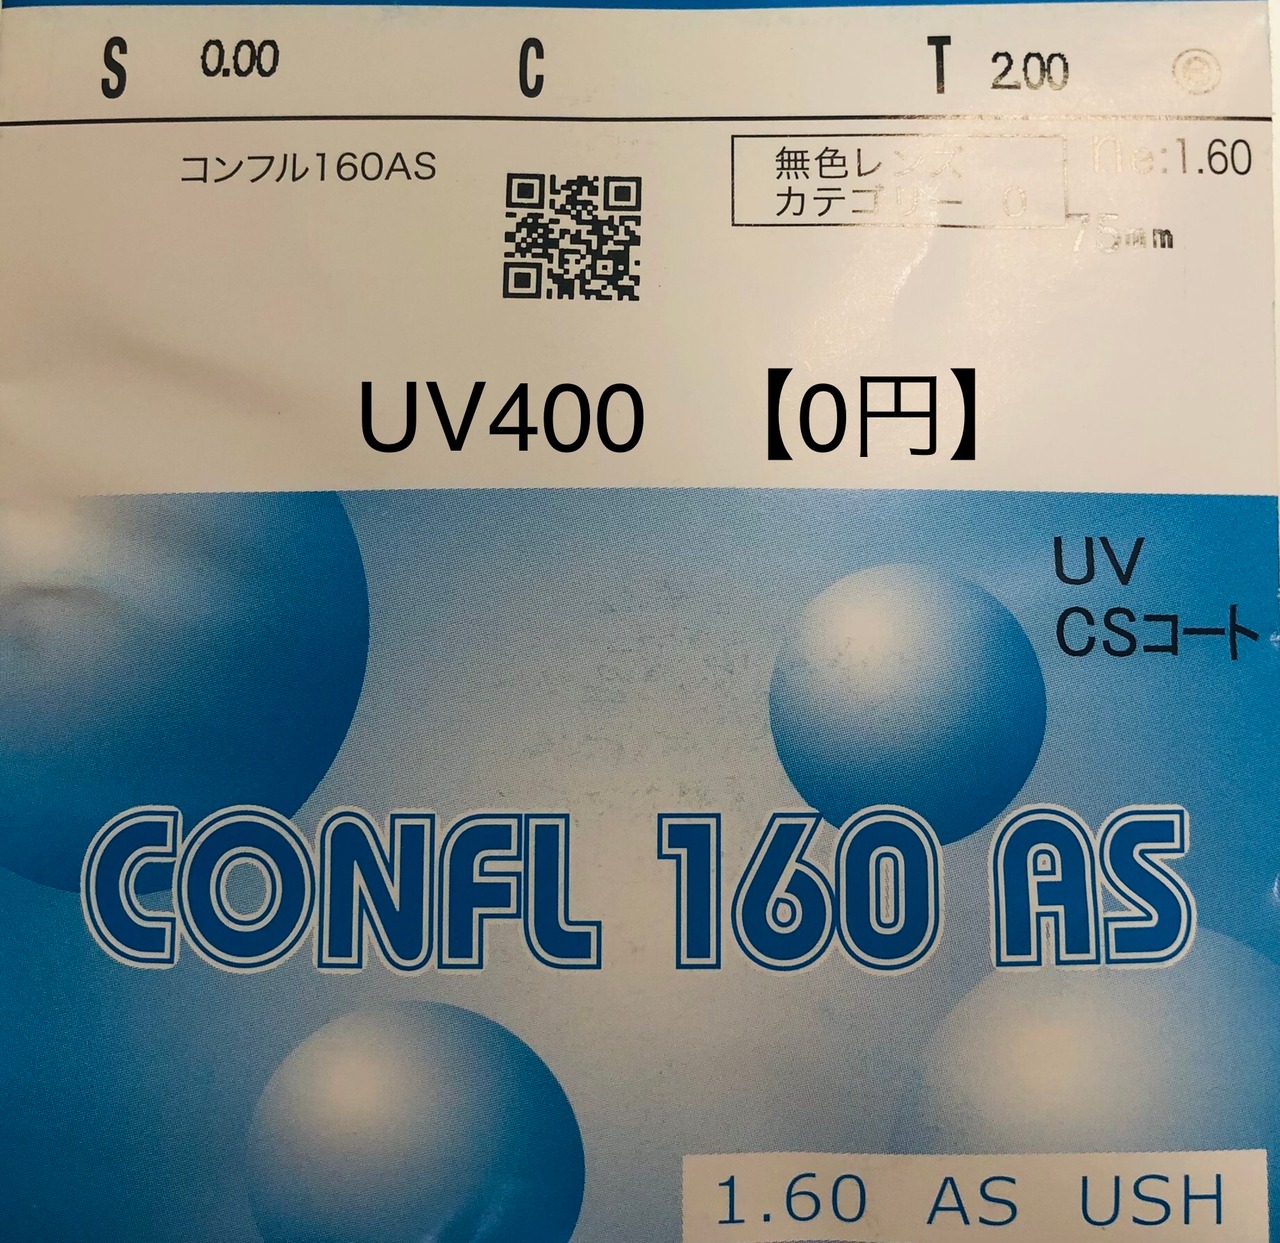 S 0.00 C T 2.00
コンフル160AS
無色レンズ
カテゴリー 0
ne:1.60
75mm
UV400 【0円】
UV
CSコート
CONFL 160 AS
1.60 AS USH